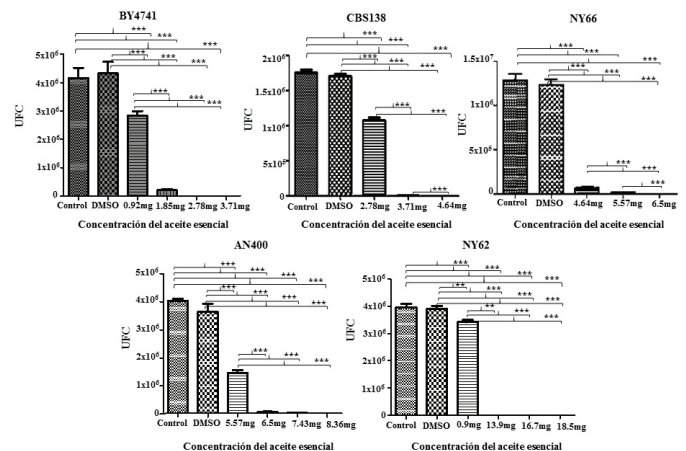 BY4741
UFC
5x10⁶
4x10⁶
3x10⁶
2x10⁶
1x10⁶
0
***
***
***
***
***
***
***
***
***
***
***
Control DMSO 0.92mg 1.85mg 2.78mg 3.71mg
Concentración del aceite esencial
CBS138
UFC
2x10⁶
1.5x10⁶
1x10⁶
5x10⁵
0
***
***
***
***
***
***
***
***
***
Control DMSO 2.78mg 3.71mg 4.64mg
Concentración del aceite esencial
NY66
UFC
1.5x10⁷
1x10⁶
5x10⁶
0
***
***
***
***
***
***
***
***
Control DMSO 4.64mg 5.57mg 6.5mg
Concentración del aceite esencial
AN400
UFC
5x10⁶
4x10⁶
3x10⁶
2x10⁶
1x10⁶
0
***
***
***
***
***
***
***
***
***
***
***
Control DMSO 5.57mg 6.5mg 7.43mg 8.36mg
Concentración del aceite esencial
NY62
UFC
5x10⁶
4x10⁶
3x10⁶
2x10⁶
1x10⁶
0
**
***
***
***
**
***
***
***
**
***
***
Control DMSO 0.9mg 13.9mg 16.7mg 18.5mg
Concentración del aceite esencial